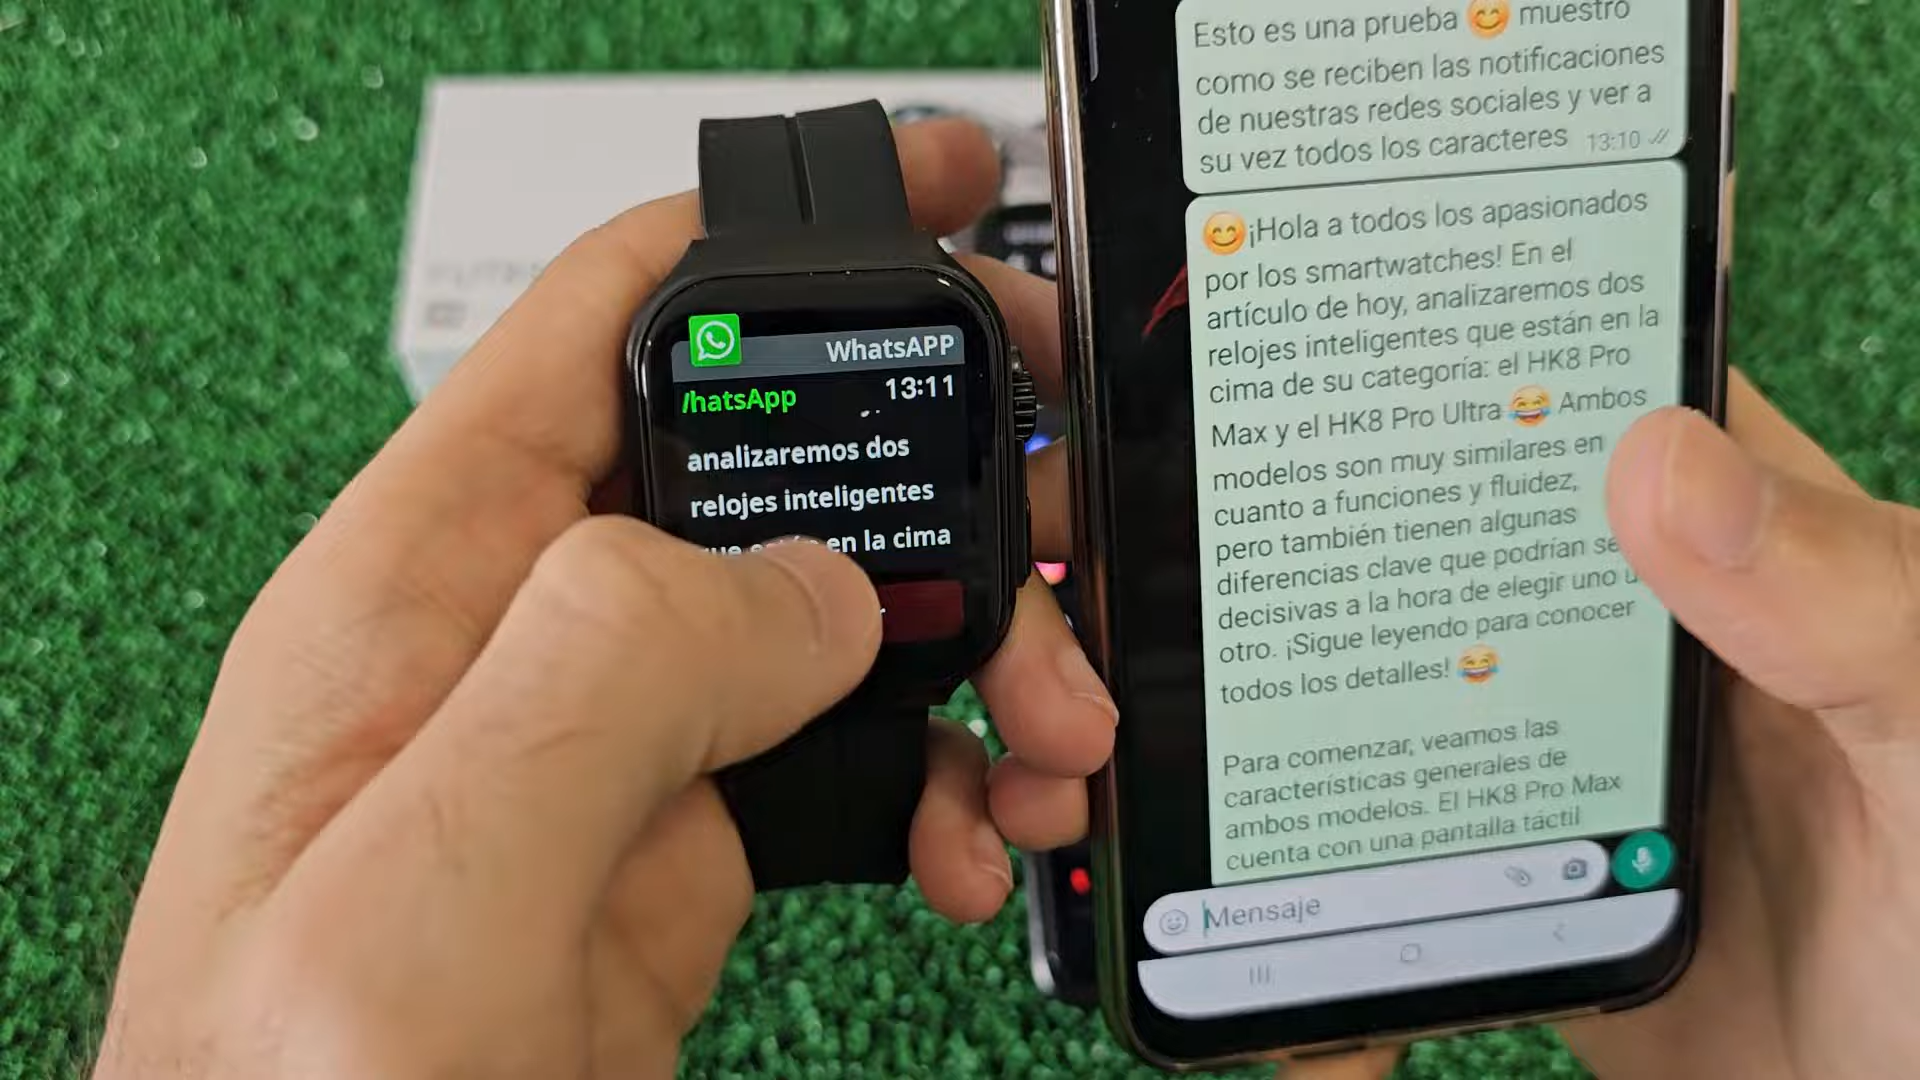 WhatsAPP
/hatsApp
13:11
analizaremos dos
relojes inteligentes
en la cima
Esto es una prueba 😊 muestro
como se reciben las notificaciones
de nuestras redes sociales y ver a
su vez todos los caracteres 13:10
😊¡Hola a todos los apasionados
por los smartwatches! En el
artículo de hoy, analizaremos dos
relojes inteligentes que están en la
cima de su categoría: el HK8 Pro
Max y el HK8 Pro Ultra 😂 Ambos
modelos son muy similares en
cuanto a funciones y fluidez,
pero también tienen algunas
diferencias clave que podrían se
decisivas a la hora de elegir uno u
otro. ¡Sigue leyendo para conocer
todos los detalles! 😂
Para comenzar, veamos las
características generales de
ambos modelos. El HK8 Pro Max
cuenta con una pantalla táctil
Mensaje